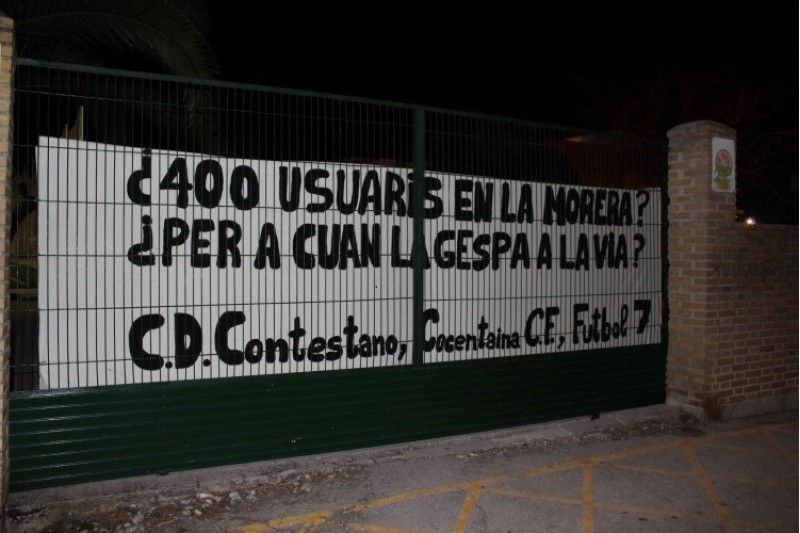 ¿400 USUARIS EN LA MORERA?
¿PER A CUAN LA GESPA A LA VIA?
C.D. Contestano, Cocentaina C.F., Futbol 7